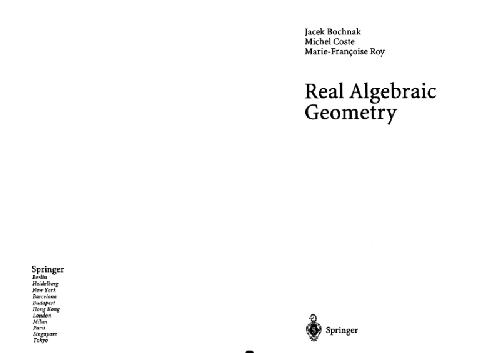 Springer
Berlin
Heidelberg
New York
Barcelona
Budapest
Hong Kong
London
Milan
Paris
Singapore
Tokyo
Jacek Bochnak
Michel Coste
Marie-Françoise Roy
Real Algebraic
Geometry
Springer